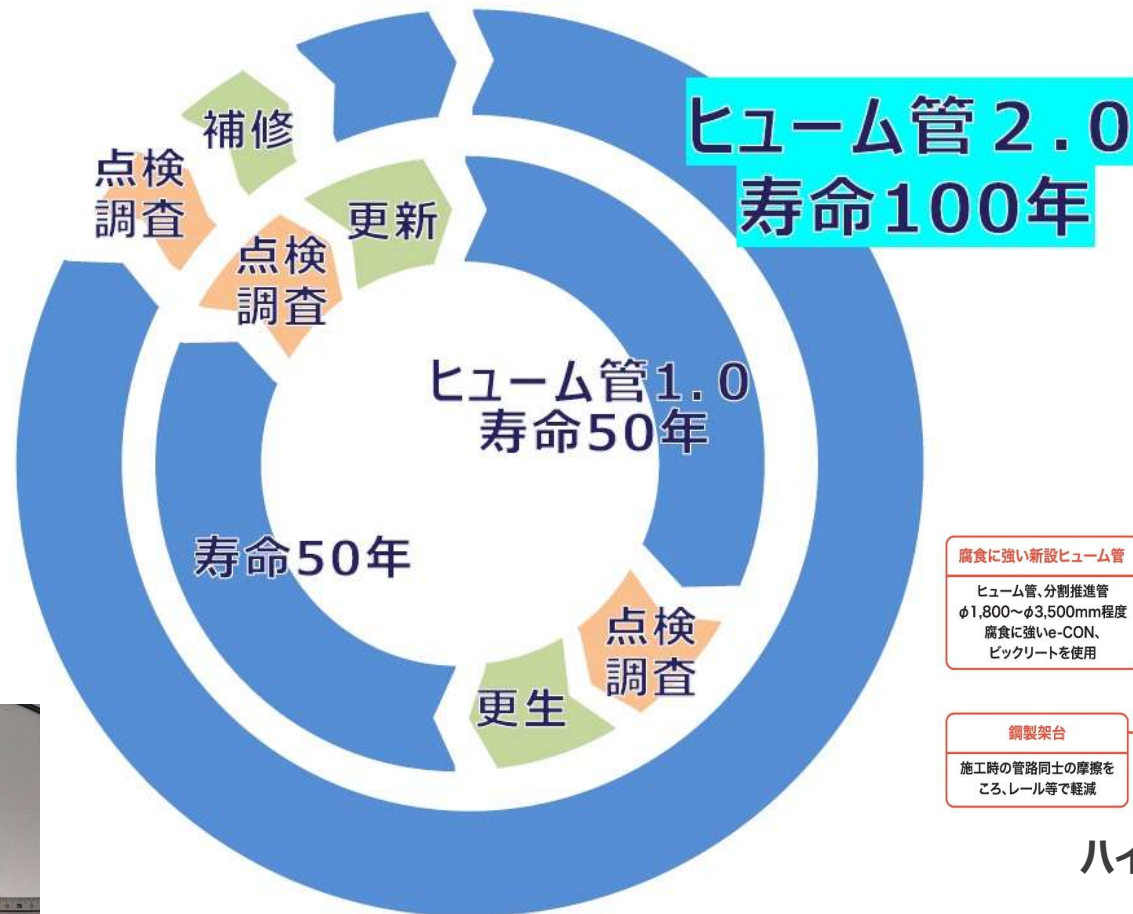 ヒューム管2.0
寿命100年
補修
点検
調査
更新
点検
調査
ヒューム管1.0
寿命50年
寿命50年
点検
調査
更生
腐食に強い新設ヒューム管
ヒューム管、分割推進管
φ1,800〜φ3,500mm程度
腐食に強いe-CON、
ビックリートを使用
鋼製架台
施工時の管路同士の摩擦を
ころ、レール等で軽減
ハイ